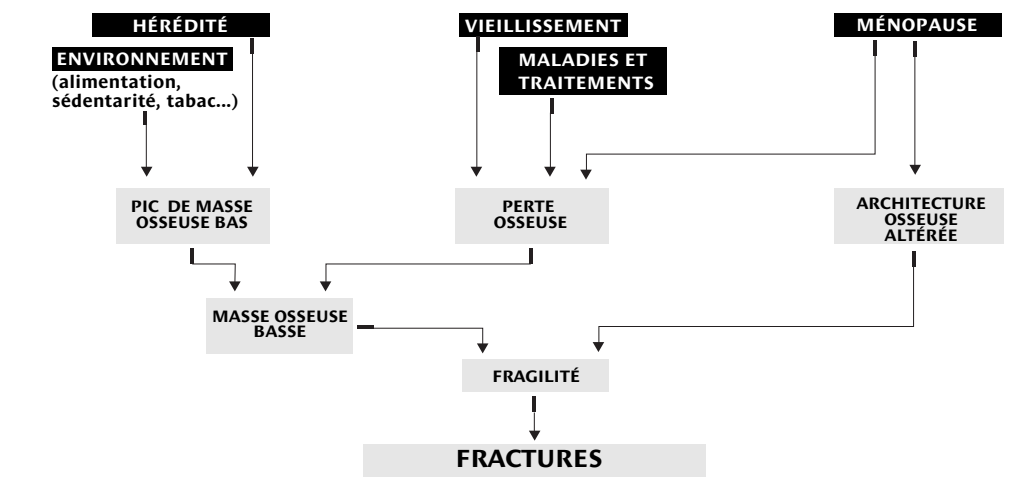 HÉRÉDITÉ
ENVIRONNEMENT
(alimentation,
sédentarité, tabac...)
VIEILLISSEMENT
MALADIES ET
TRAITEMENTS
MÉNOPAUSE
PIC DE MASSE
OSSEUSE BAS
PERTE
OSSEUSE
ARCHITECTURE
OSSEUSE
ALTÉRÉE
MASSE OSSEUSE
BASSE
FRAGILITÉ
FRACTURES